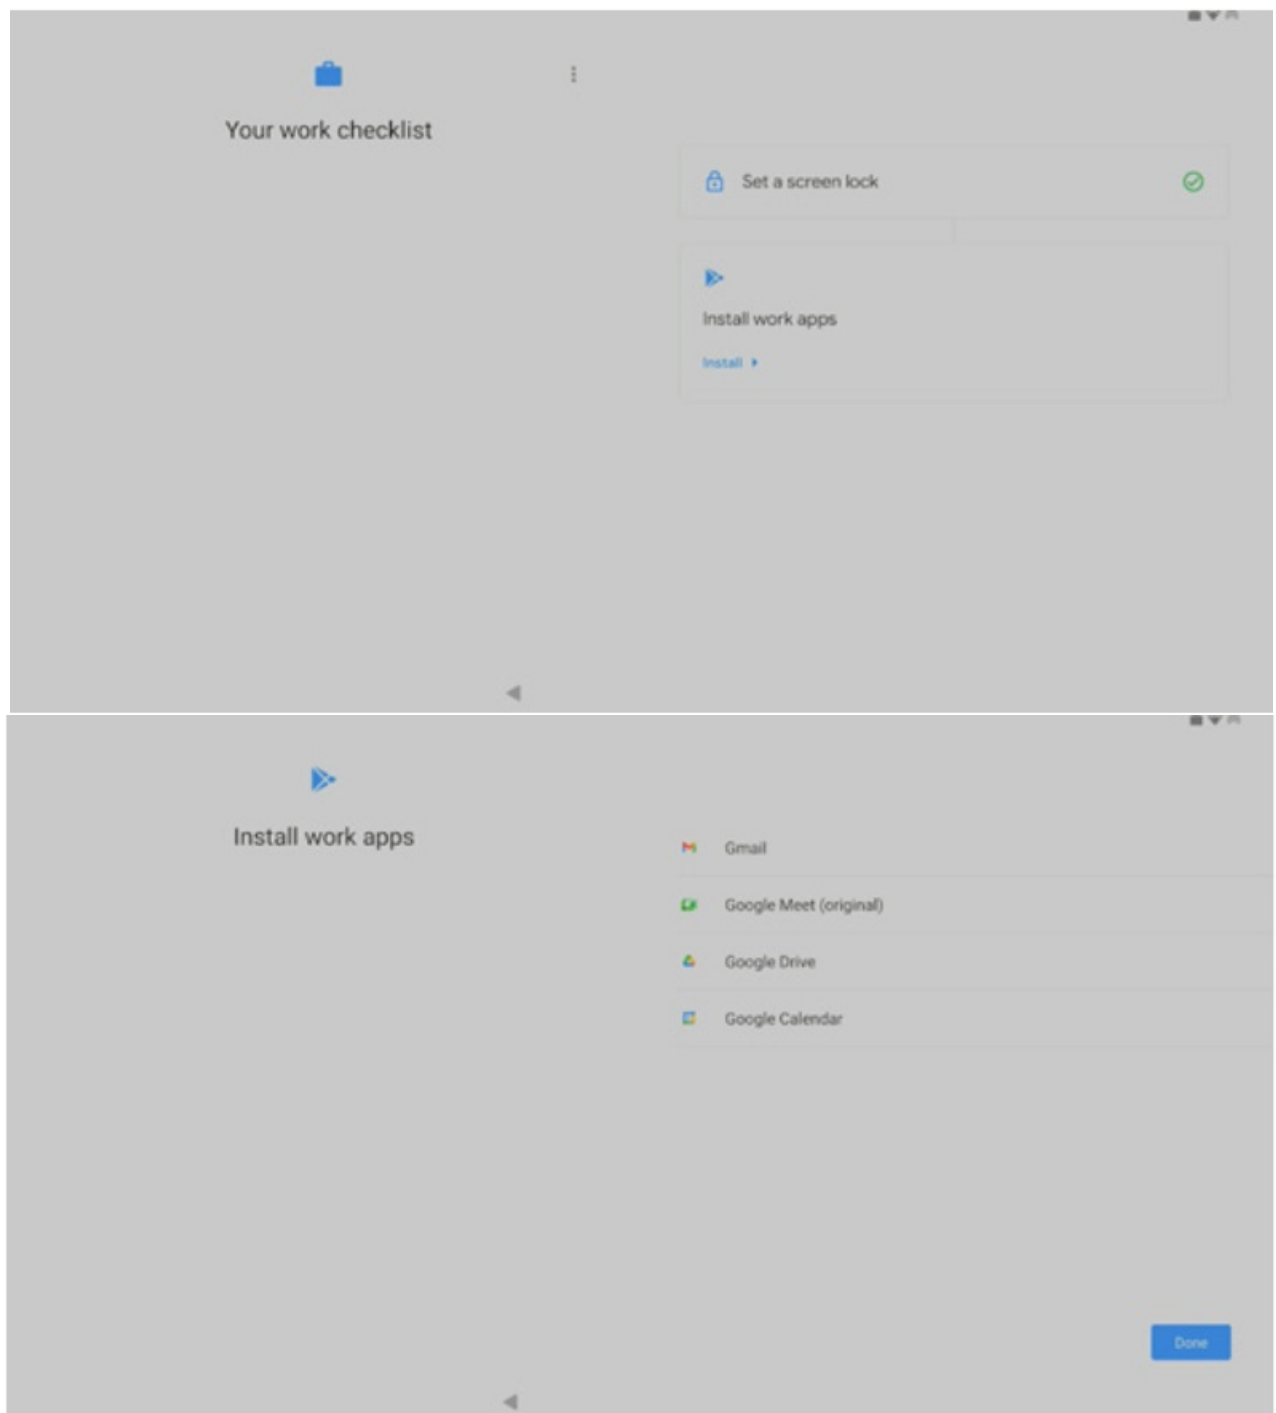 Your work checklist
Set a screen lock
Install work apps
Install
Install work apps
Gmail
Google Meet (original)
Google Drive
Google Calendar
Done